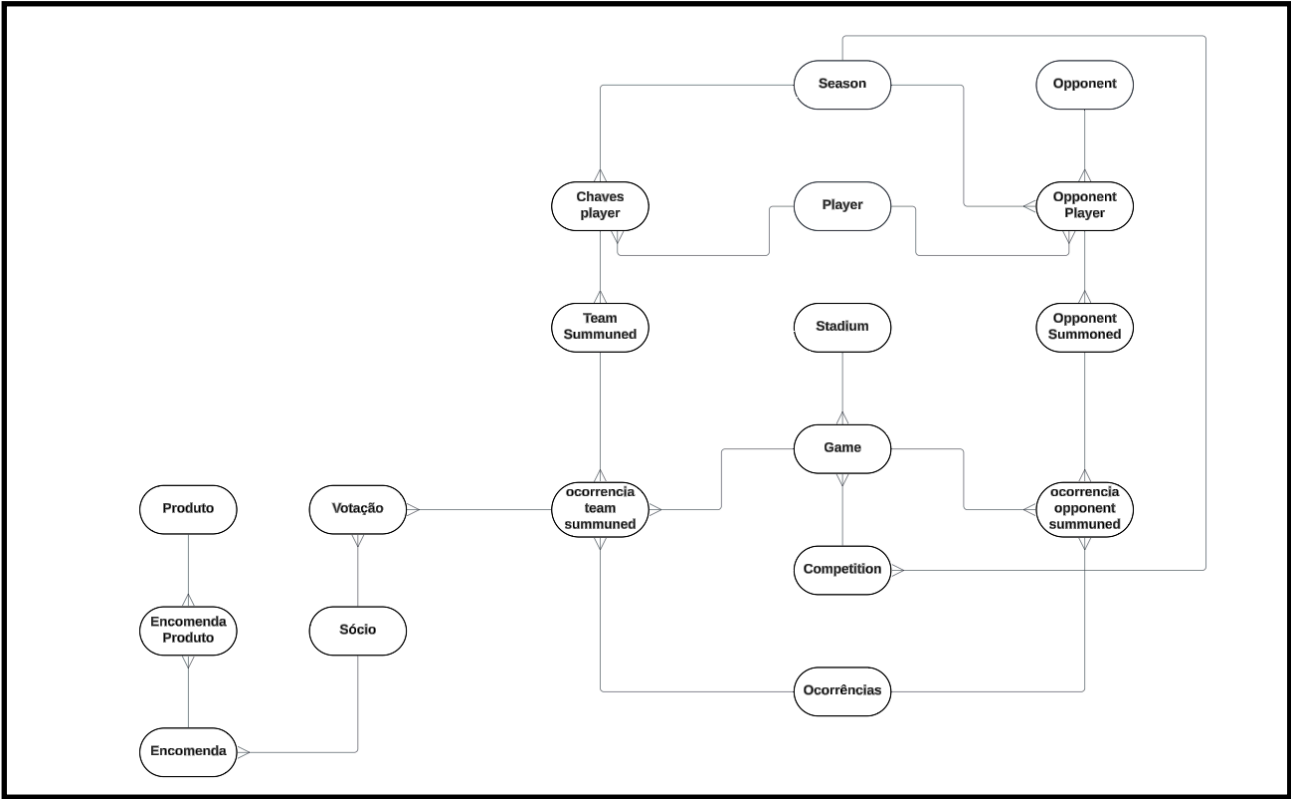 Season
Opponent
Chaves
player
Player
Opponent
Player
Team
Summuned
Stadium
Opponent
Summoned
Game
Produto
Votação
ocorrencia
team
summuned
ocorrencia
opponent
summuned
Competition
Encomenda
Produto
Sócio
Ocorrências
Encomenda